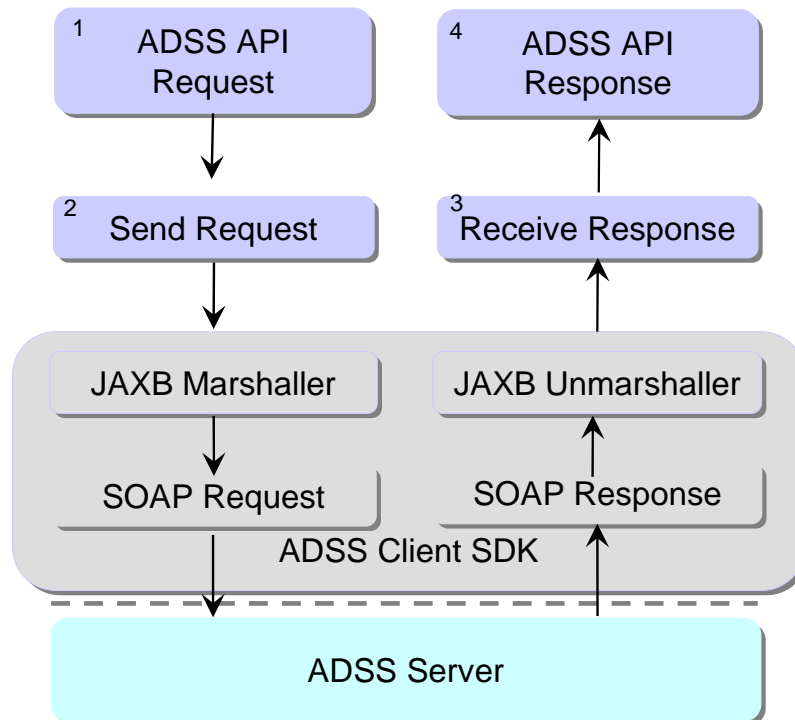 1
ADSS API
Request
4
ADSS API
Response
2
Send Request
3
Receive Response
JAXB Marshaller
JAXB Unmarshaller
SOAP Request
SOAP Response
ADSS Client SDK
ADSS Server